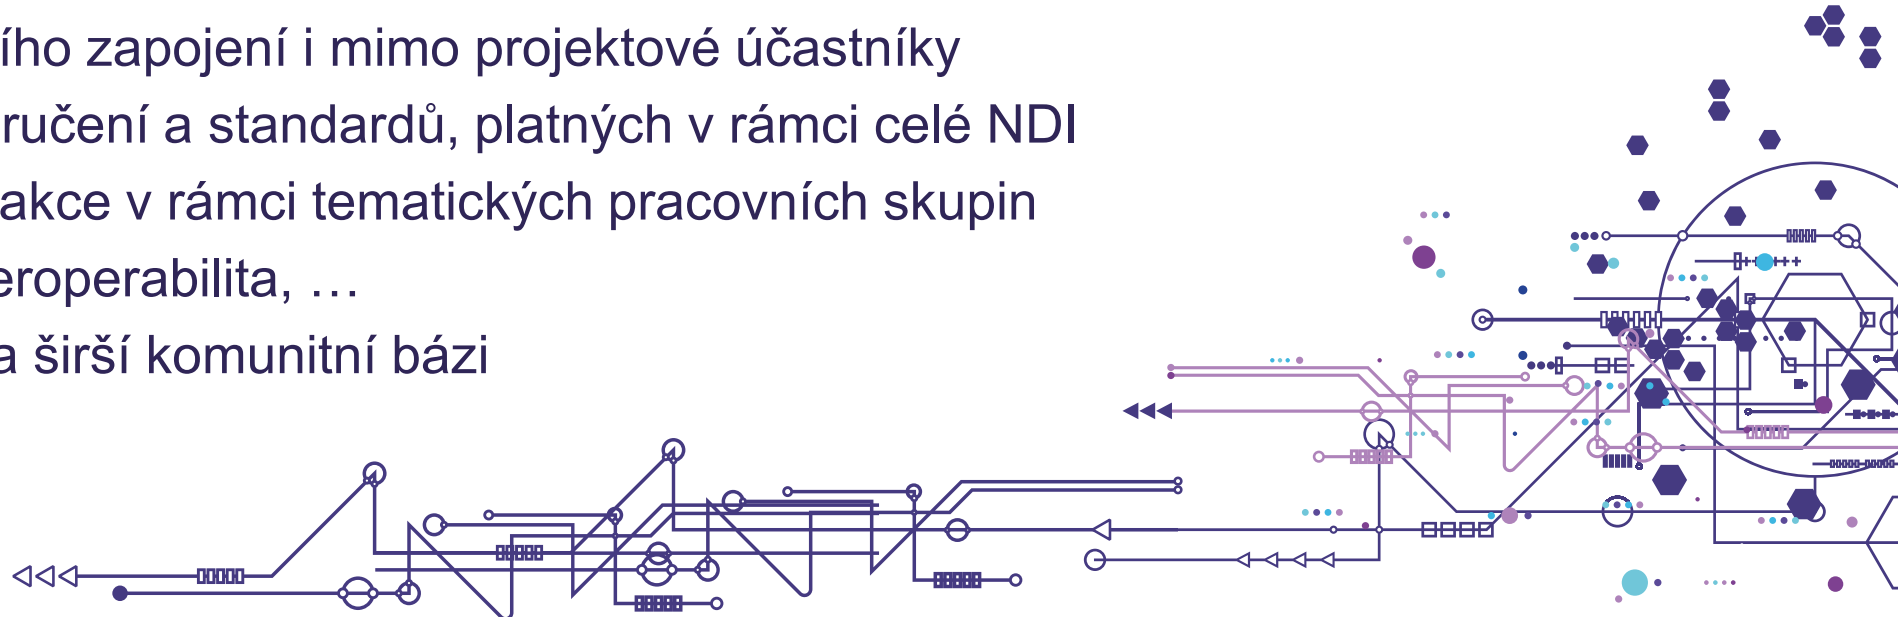 ího zapojení i mimo projektové účastníky
ručení a standardů, platných v rámci celé NDI
akce v rámci tematických pracovních skupin
eroperabilita, …
a širší komunitní bázi